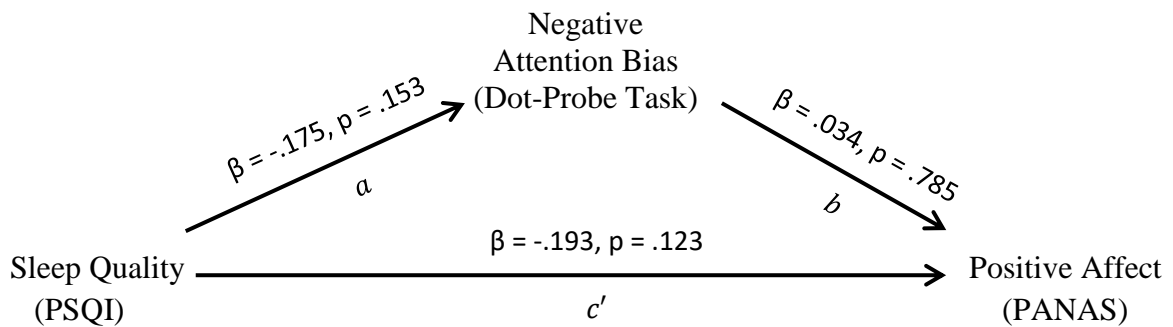 Negative
Attention Bias
(Dot-Probe Task)
β = -.175, p = .153
a
β = .034, p = .785
b
β = -.193, p = .123
Sleep Quality
(PSQI)
c′
Positive Affect
(PANAS)